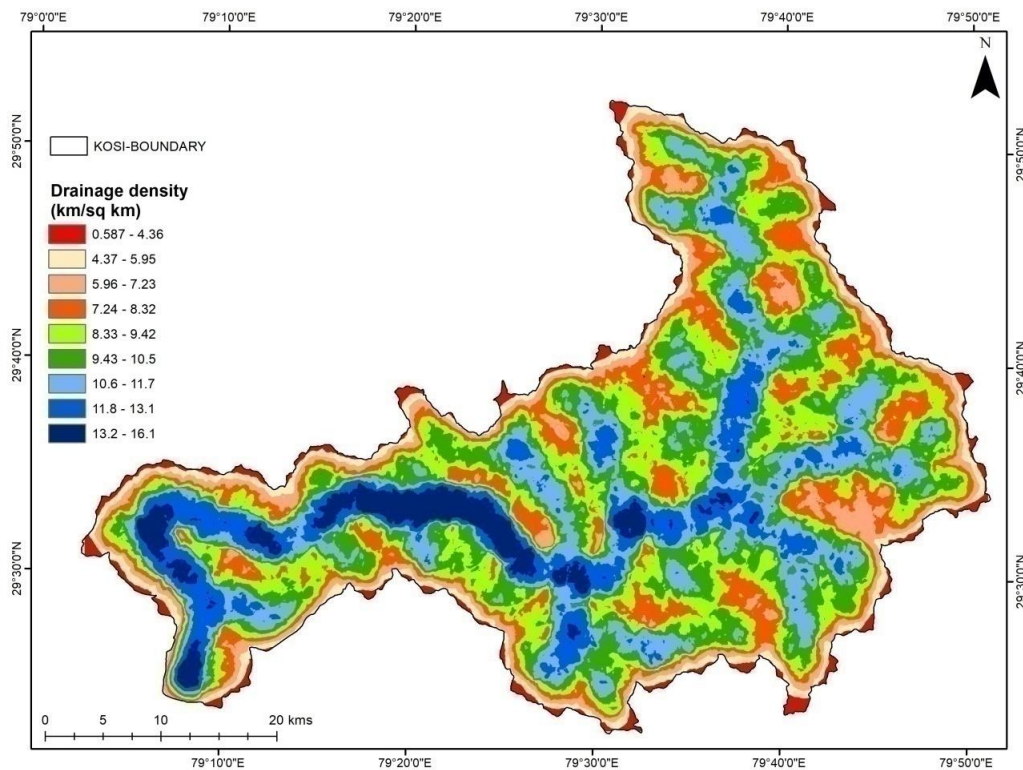 79°0'0"E 79°10'0"E 79°20'0"E 79°30'0"E 79°40'0"E 79°50'0"E
N
29°50'0"N 29°50'0"N
KOSI-BOUNDARY
Drainage density
(km/sq km)
0.587 - 4.36
4.37 - 5.95
5.96 - 7.23
7.24 - 8.32
8.33 - 9.42
9.43 - 10.5
10.6 - 11.7
11.8 - 13.1
13.2 - 16.1
29°40'0"N 29°40'0"N
29°30'0"N 29°30'0"N
0 5 10 20 kms
79°10'0"E 79°20'0"E 79°30'0"E 79°40'0"E 79°50'0"E